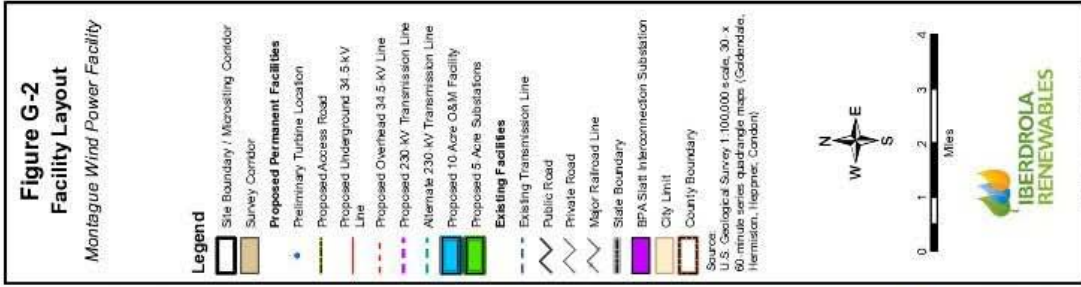 Figure G-2
Facility Layout
Montague Wind Power Facility
Legend
Site Boundary / Micrositing Corridor
Survey Corridor
Proposed Permanent Facilities
Preliminary Turbine Location
Proposed Access Road
Proposed Underground 34.5-kV
Line
Proposed Overhead 34.5-kV Line
Proposed 230-kV Transmission Line
Alternate 230-kV Transmission Line
Proposed 10-Acre O&M Facility
Proposed 5-Acre Substations
Existing Facilities
Existing Transmission Line
Public Road
Private Road
Major Railroad Line
State Boundary
BPA Slatt Interconnection Substation
City Limit
County Boundary
Source:
U.S. Geological Survey 1:100,000 scale, 30- x
60-minute series quadrangle maps (Goldendale,
Hermiston, Heppner, Condon)
N
W E
S
0 1 2 3 4
Miles
IBERDROLA
RENEWABLES